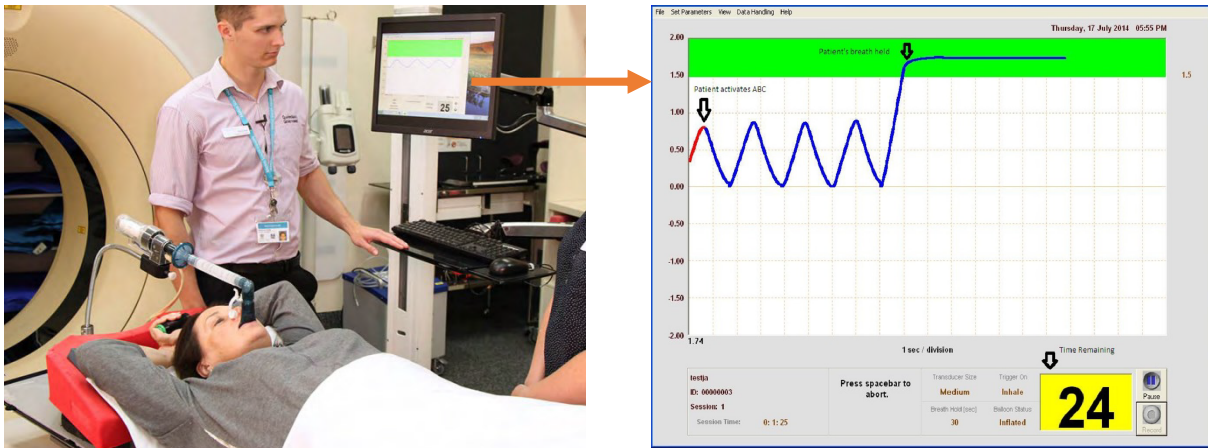 25
File Set Parameters View Data Handling Help
Thursday, 17 July 2014 05:55 PM
2.00
Patient's breath held
1.50
1.5
Patient activates ABC
1.00
0.50
0.00
-0.50
-1.00
-1.50
-2.00
1.74
1 sec / division
Time Remaining
testja
ID: 00000003
Session: 1
Session Time: 0: 1: 25
Press spacebar to
abort.
Transducer Size
Medium
Trigger On
Inhale
Breath Hold (sec)
30
Balloon Status
Inflated
24
Pause
Record